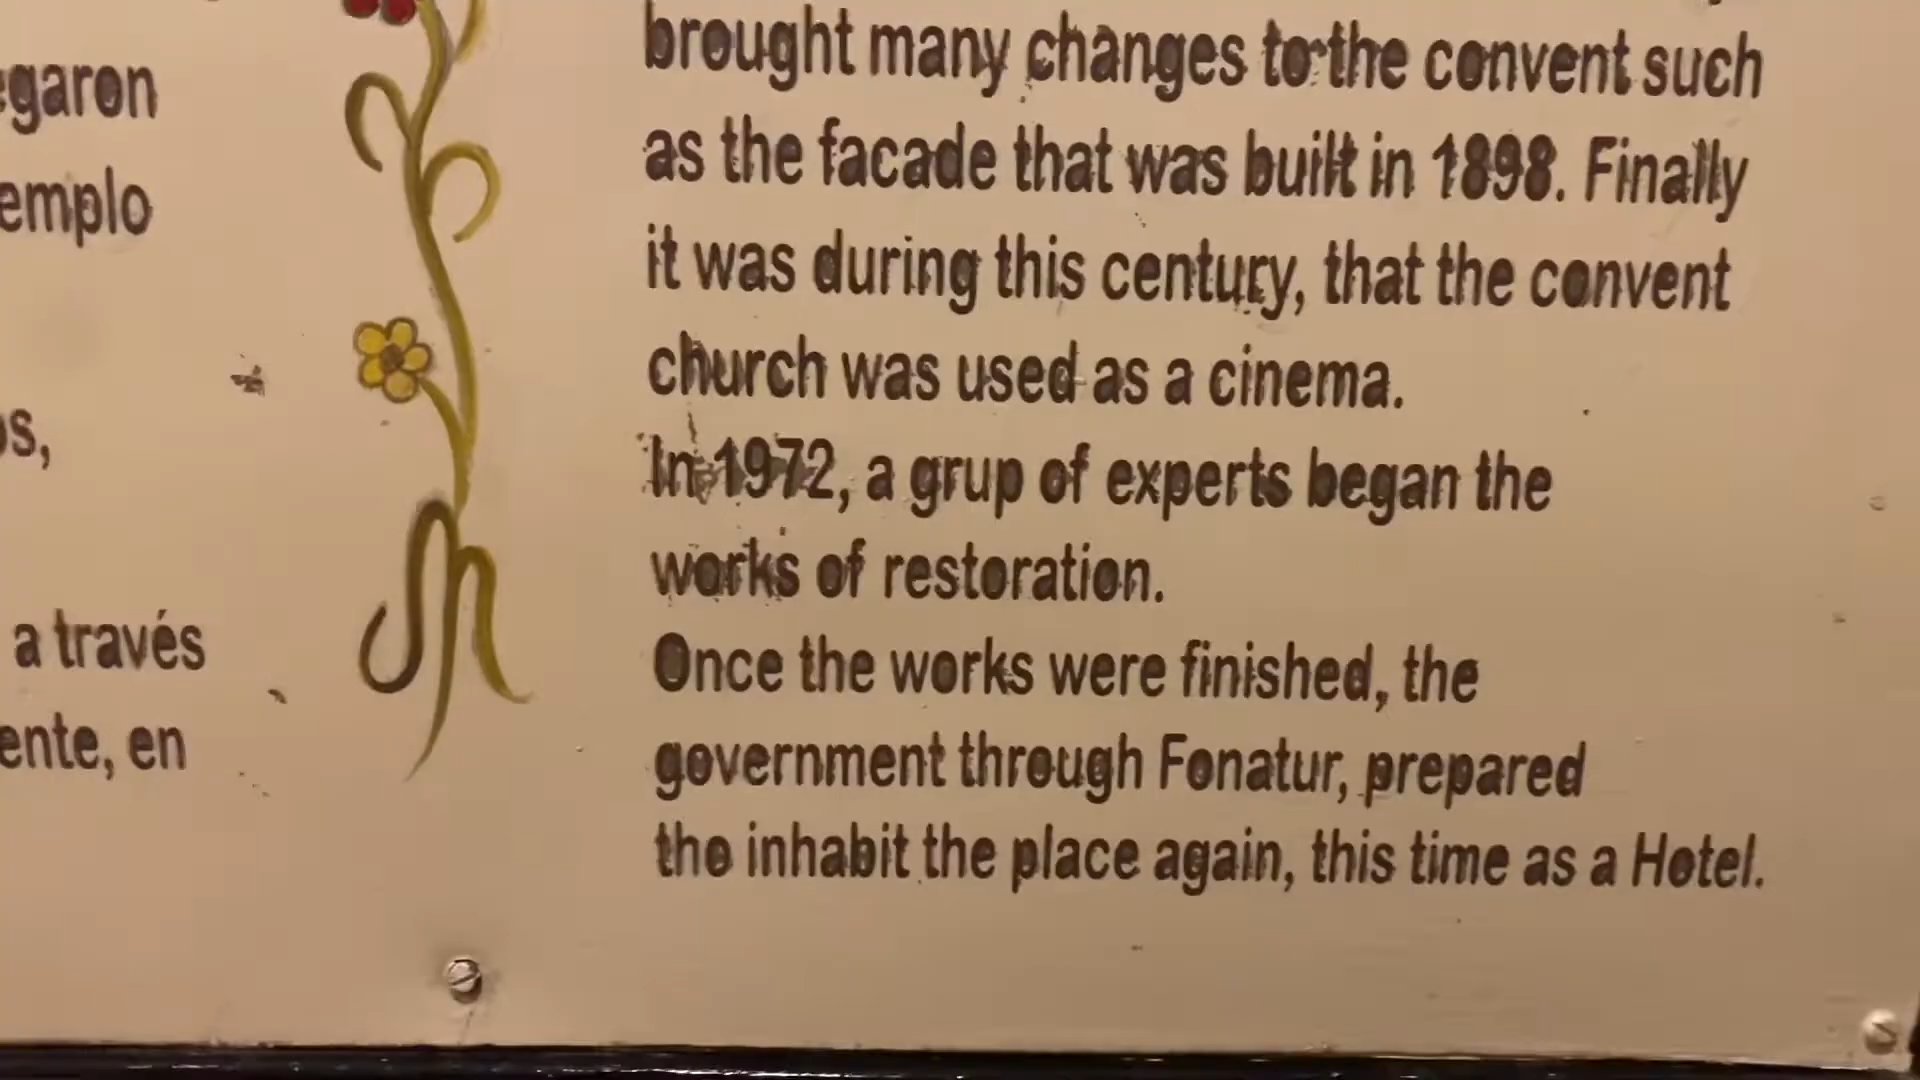 egaron
emplo
os,
a través
ente, en
brought many changes to the convent such
as the facade that was built in 1898. Finally
it was during this century, that the convent
church was used as a cinema.
In 1972, a grup of experts began the
works of restoration.
Once the works were finished, the
government through Fonatur, prepared
tho inhabit the place again, this time as a Hotel.